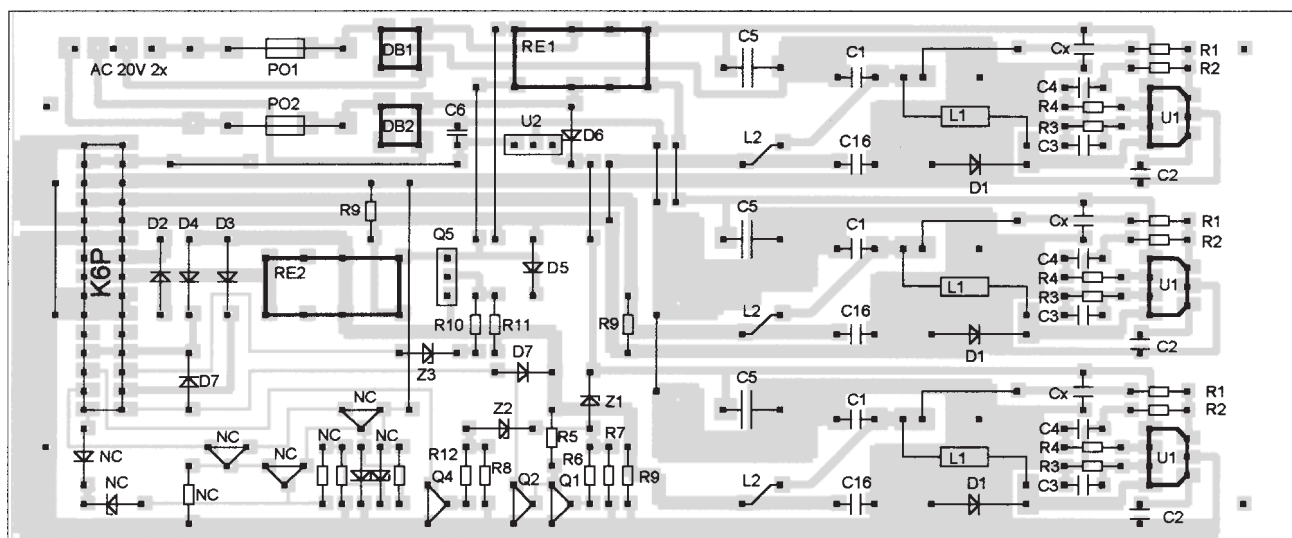 RE1 C5 C1 Cx R1
DB1
AC 20V 2x PO1 R2
C4
PO2 C6 R4
DB2 U2 D6 L1 U1
R3
L2 C16 C3
D1 C2
R9 C5 Cx R1
D2 D4 D3 Q5 C1 R2
K6P C4
RE2 D5 R4
L1 U1
R3
R10 R11 R9 L2 C16 C3
D1 C2
Z3 D7
D7 C5 Cx R1
Z1 C1 R2
NC Z2 C4
NC NC NC R12 R5 R7 R4
NC NC R8 R6 L1 U1
R3
NC NC Q4 Q2 Q1 R9 L2 C16 D1 C3
C2